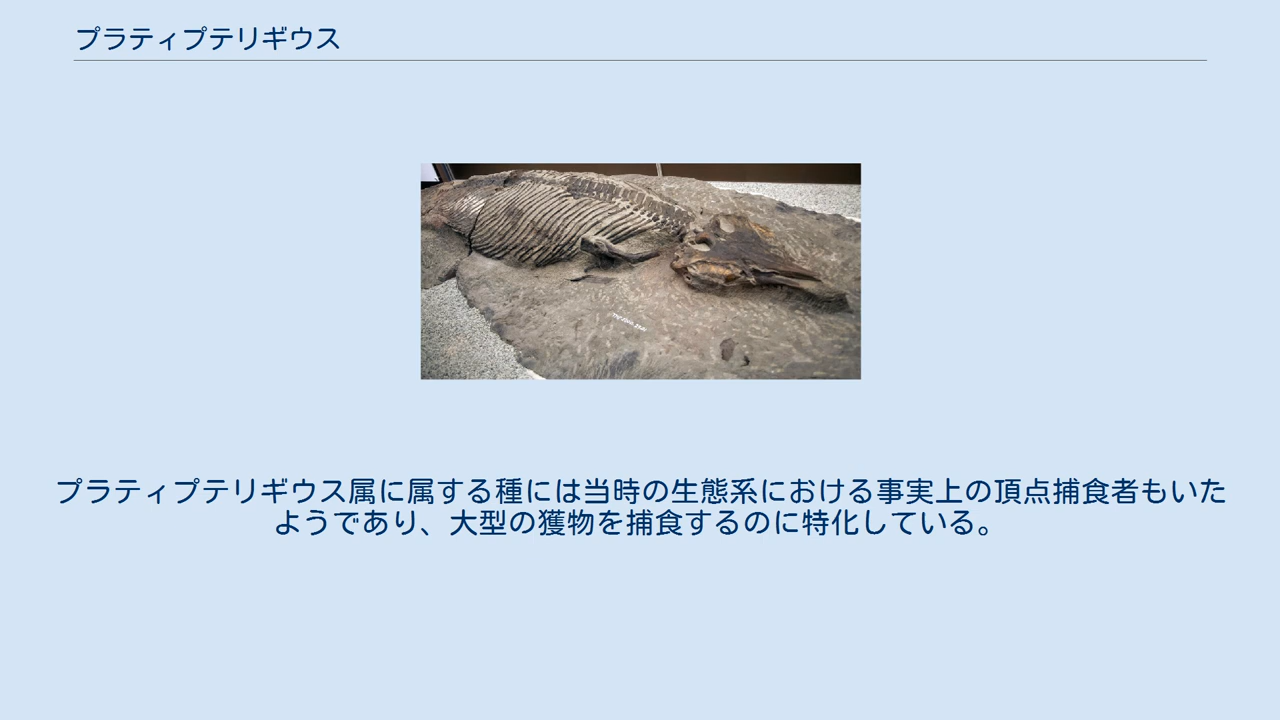 プラティプテリギウス
プラティプテリギウス属に属する種には当時の生態系における事実上の頂点捕食者もいた
ようであり、大型の獲物を捕食するのに特化している。